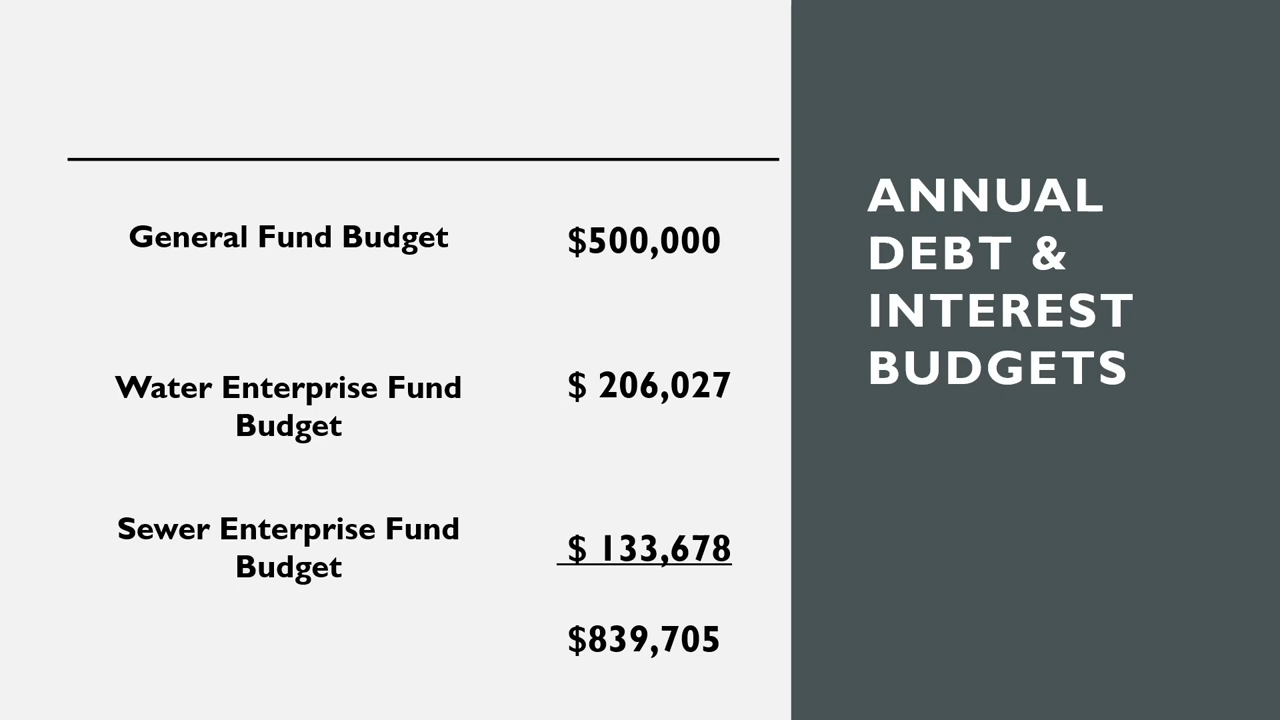 General Fund Budget $500,000
Water Enterprise Fund $ 206,027
Budget
Sewer Enterprise Fund
Budget $ 133,678
$839,705
ANNUAL
DEBT &
INTEREST
BUDGETS